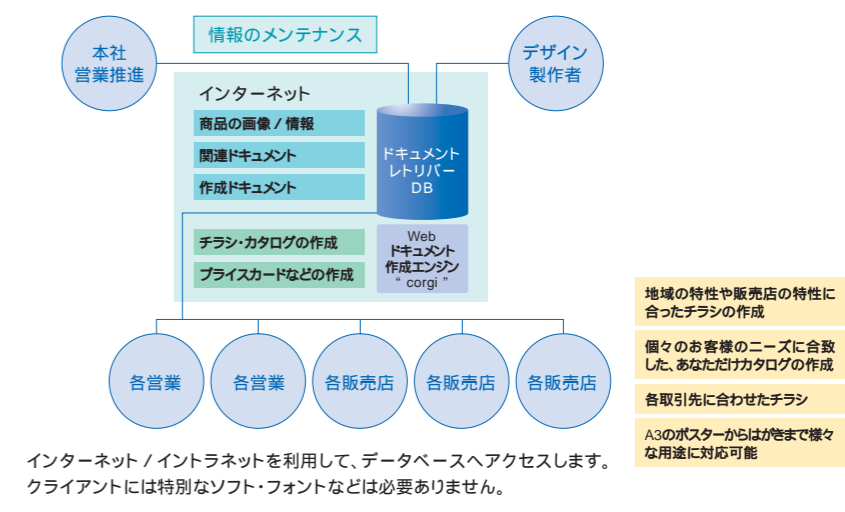 情報のメンテナンス
本社
営業推進
デザイン
製作者
インターネット
商品の画像 / 情報
関連ドキュメント
作成ドキュメント
ドキュメント
レトリバー
DB
チラシ・カタログの作成
プライスカードなどの作成
Web
ドキュメント
作成エンジン
“ corgi ”
各営業
各営業
各販売店
各販売店
各販売店
地域の特性や販売店の特性に
合ったチラシの作成
個々のお客様のニーズに合致
した、あなただけカタログの作成
各取引先に合わせたチラシ
A3のポスターからはがきまで様々
な用途に対応可能
インターネット / イントラネットを利用して、データベースへアクセスします。
クライアントには特別なソフト・フォントなどは必要ありません。